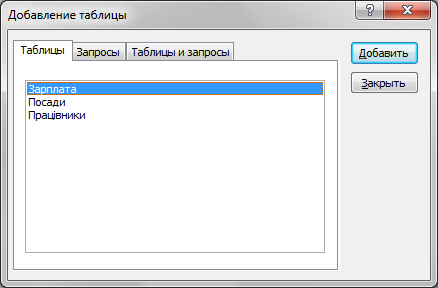 Добавление таблицы
Таблицы Запросы Таблицы и запросы
Добавить
Зарплата
Закрыть
Посади
Працівники